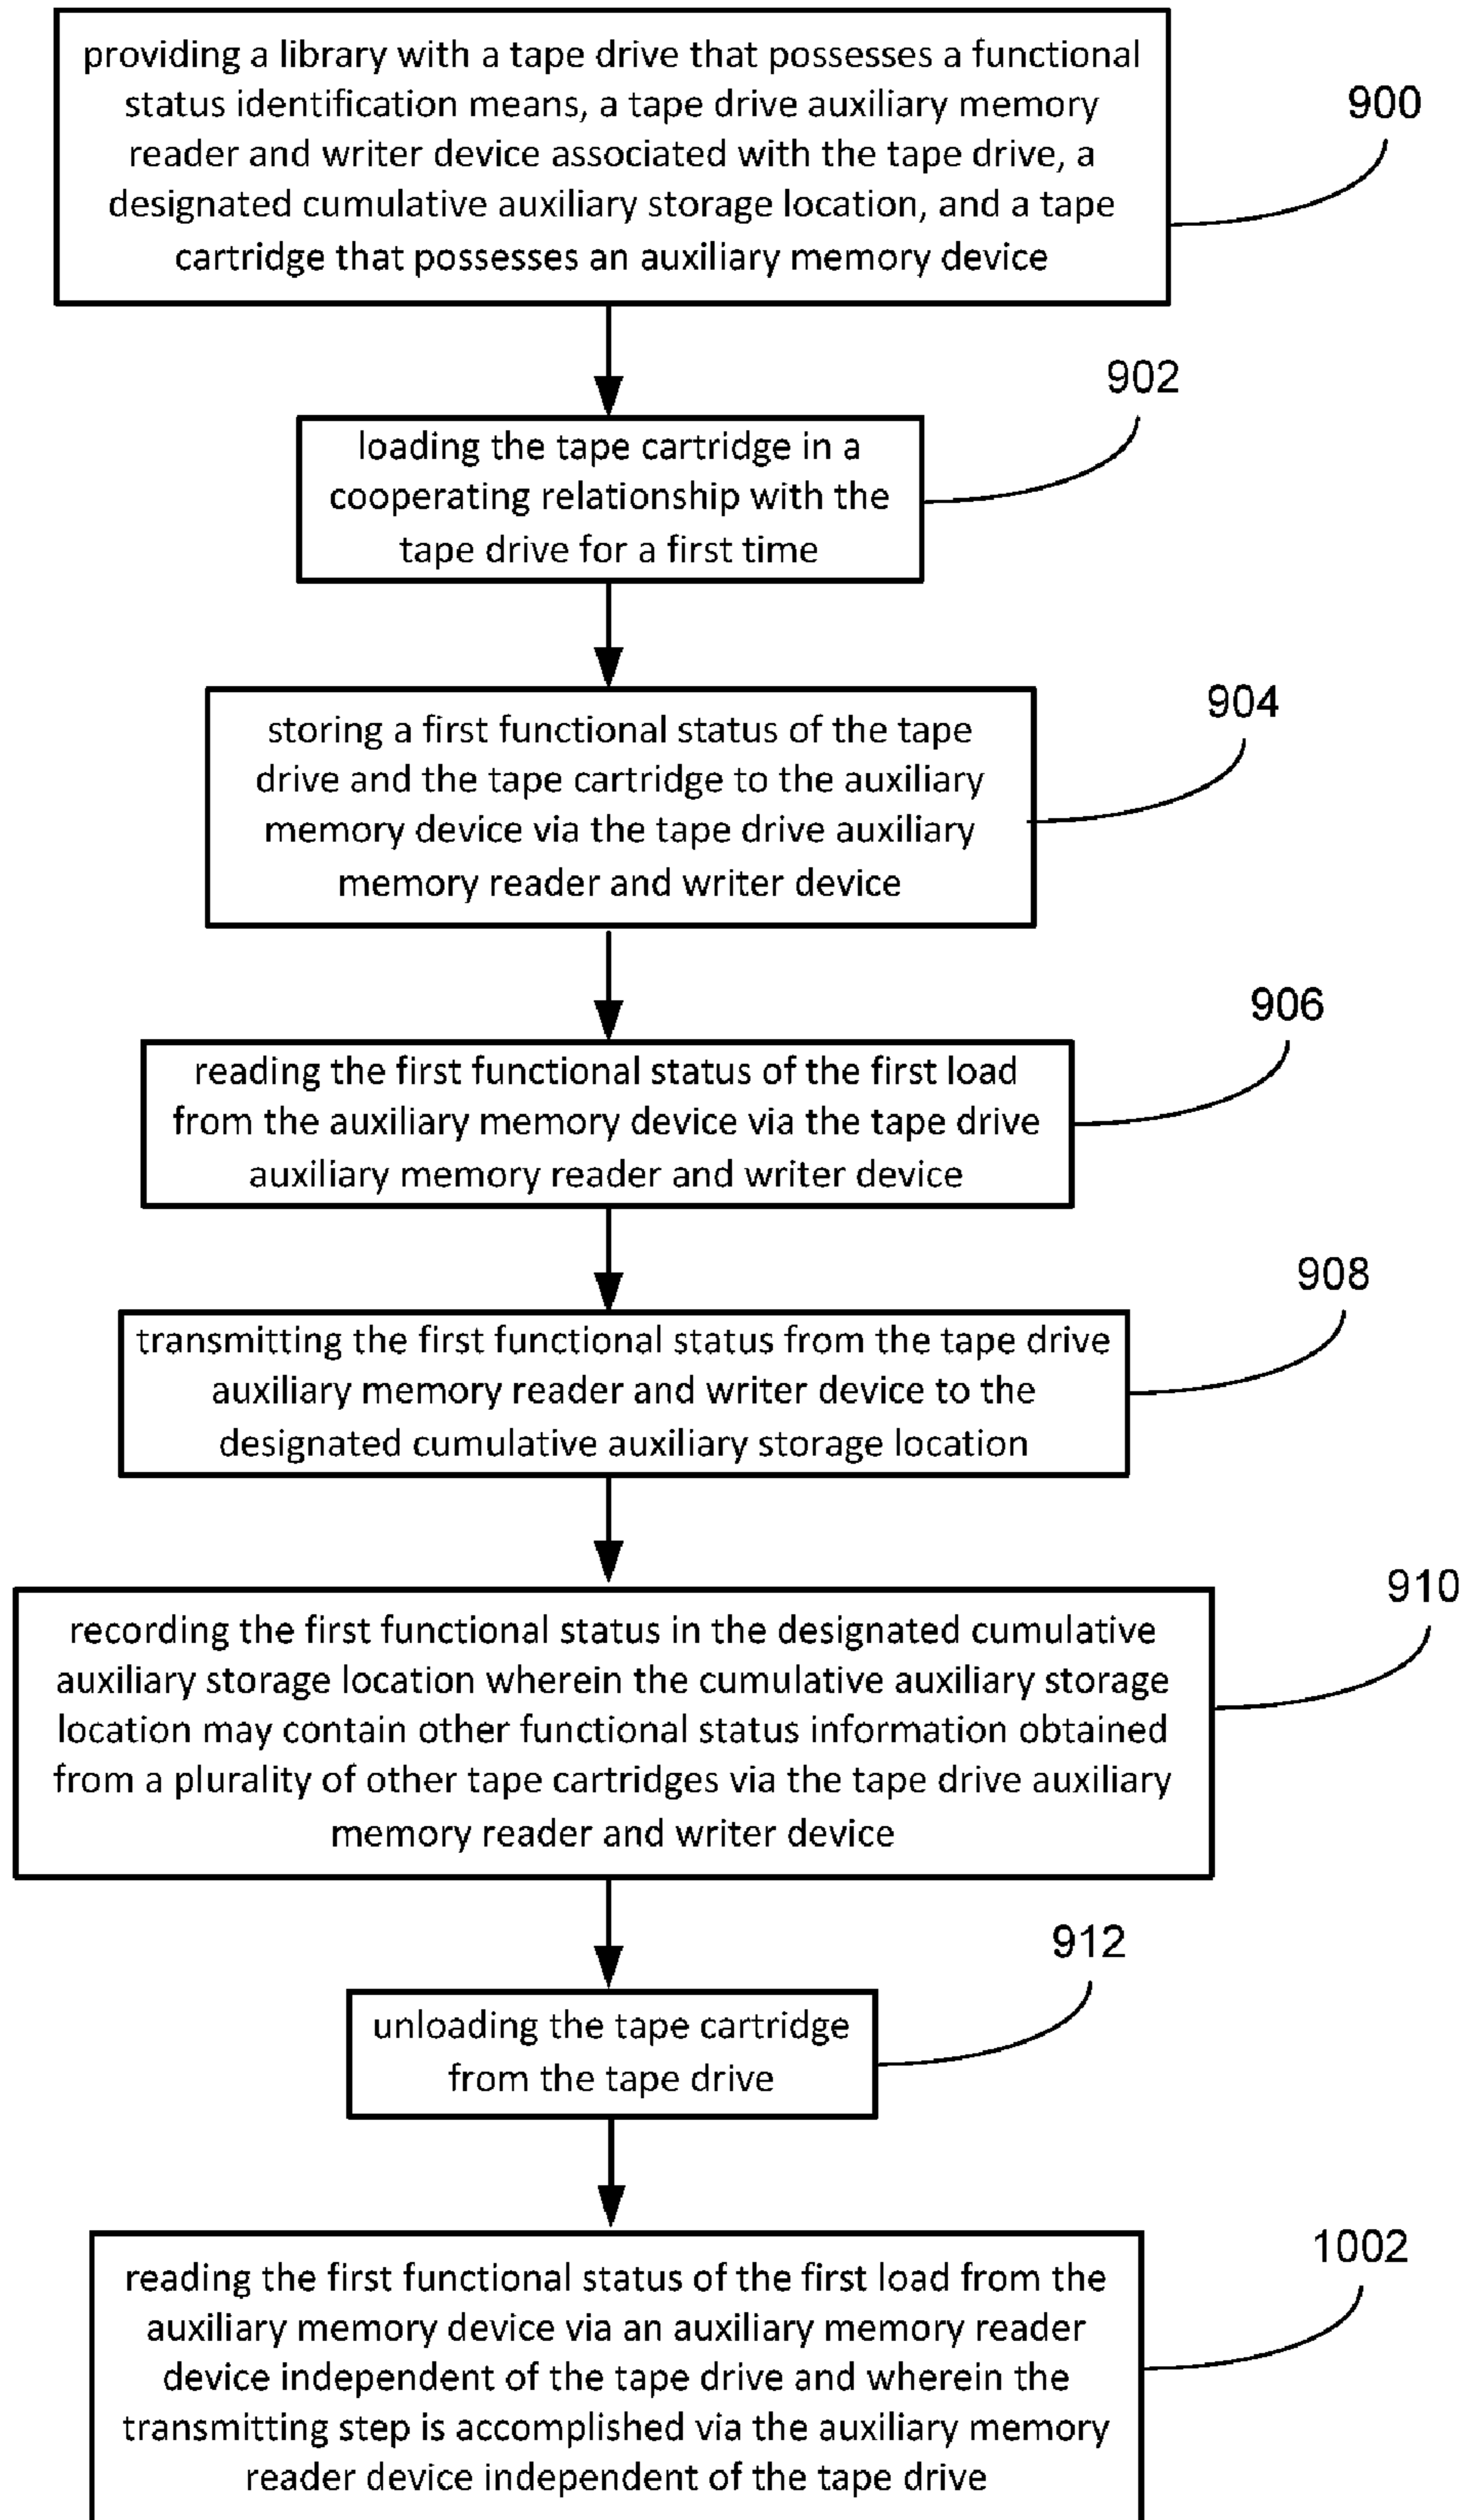 providing a library with a tape drive that possesses a functional
status identification means, a tape drive auxiliary memory
reader and writer device associated with the tape drive, a
designated cumulative auxiliary storage location, and a tape
cartridge that possesses an auxiliary memory device
900
902
loading the tape cartridge in a
cooperating relationship with the
tape drive for a first time
904
storing a first functional status of the tape
drive and the tape cartridge to the auxiliary
memory device via the tape drive auxiliary
memory reader and writer device
906
reading the first functional status of the first load
from the auxiliary memory device via the tape drive
auxiliary memory reader and writer device
908
transmitting the first functional status from the tape drive
auxiliary memory reader and writer device to the
designated cumulative auxiliary storage location
910
recording the first functional status in the designated cumulative
auxiliary storage location wherein the cumulative auxiliary storage
location may contain other functional status information obtained
from a plurality of other tape cartridges via the tape drive auxiliary
memory reader and writer device
912
unloading the tape cartridge
from the tape drive
1002
reading the first functional status of the first load from the
auxiliary memory device via an auxiliary memory reader
device independent of the tape drive and wherein the
transmitting step is accomplished via the auxiliary memory
reader device independent of the tape drive